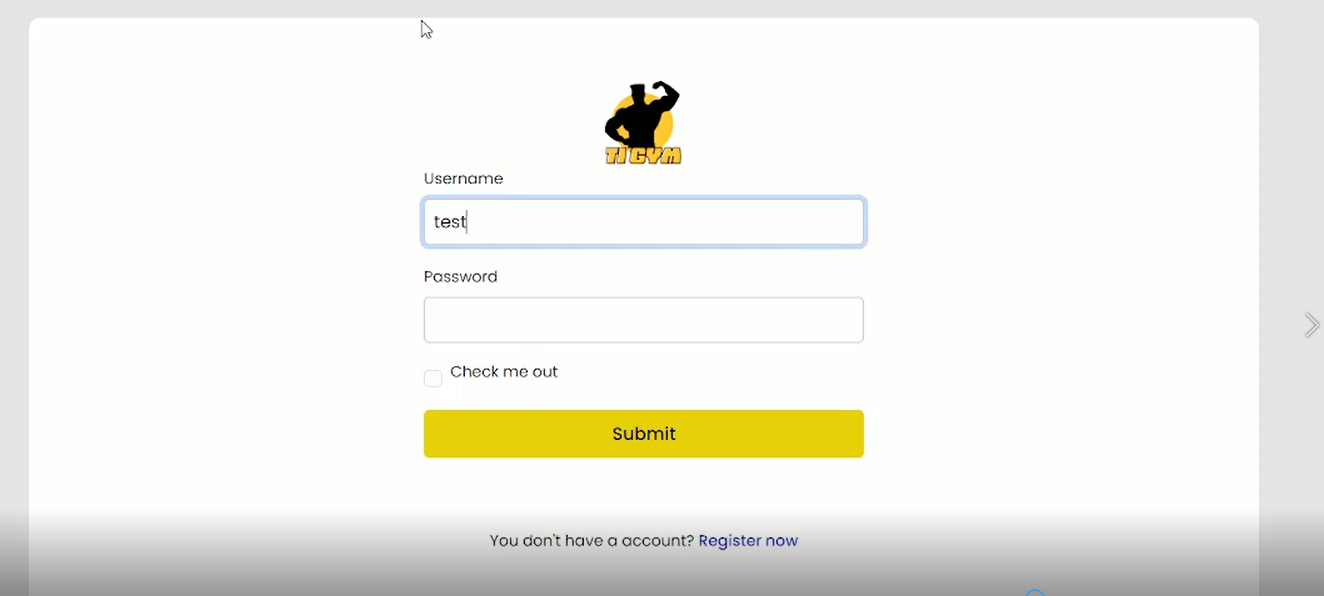 TI GYM
Username
test
Password
Check me out
Submit
You don't have a account? Register now